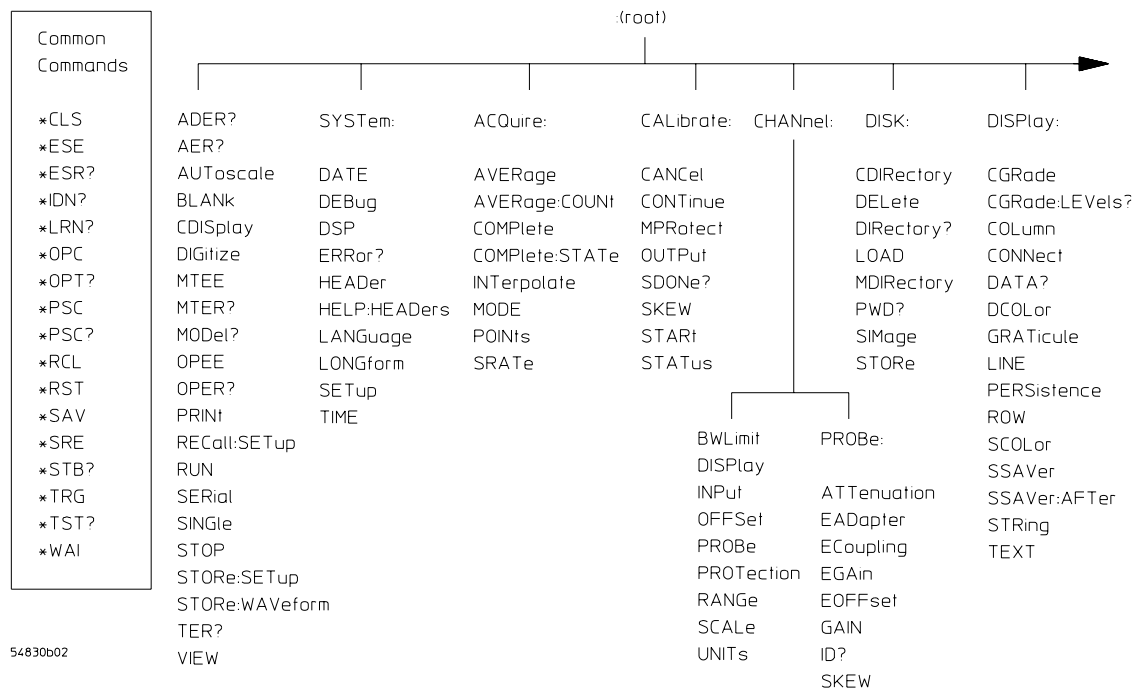 :(root)
Common
Commands
*CLS
*ESE
*ESR?
*IDN?
*LRN?
*OPC
*OPT?
*PSC
*PSC?
*RCL
*RST
*SAV
*SRE
*STB?
*TRG
*TST?
*WAI
ADER?
AER?
AUToscale
BLANk
CDISplay
DIGitize
MTEE
MTER?
MODel?
OPEE
OPER?
PRINt
RECall:SETup
RUN
SERial
SINGle
STOP
STORe:SETup
STORe:WAVeform
TER?
VIEW
SYSTem:
DATE
DEBug
DSP
ERRor?
HEADer
HELP:HEADers
LANGuage
LONGform
SETup
TIME
ACQuire:
AVERage
AVERage:COUNt
COMPlete
COMPlete:STATe
INTerpolate
MODE
POINts
SRATe
CALibrate:
CANCel
CONTinue
MPRotect
OUTPut
SDONe?
SKEW
STARt
STATus
CHANnel:
BWLimit
DISPlay
INPut
OFFSet
PROBe
PROTection
RANGe
SCALe
UNITs
PROBe:
ATTenuation
EADapter
ECoupling
EGAin
EOFFset
GAIN
ID?
SKEW
DISK:
CDIRectory
DELete
DIRectory?
LOAD
MDIRectory
PWD?
SIMage
STORe
DISPlay:
CGRade
CGRade:LEVels?
COLumn
CONNect
DATA?
DCOLor
GRATicule
LINE
PERSistence
ROW
SCOLor
SSAVer
SSAVer:AFTer
STRing
TEXT
54830b02